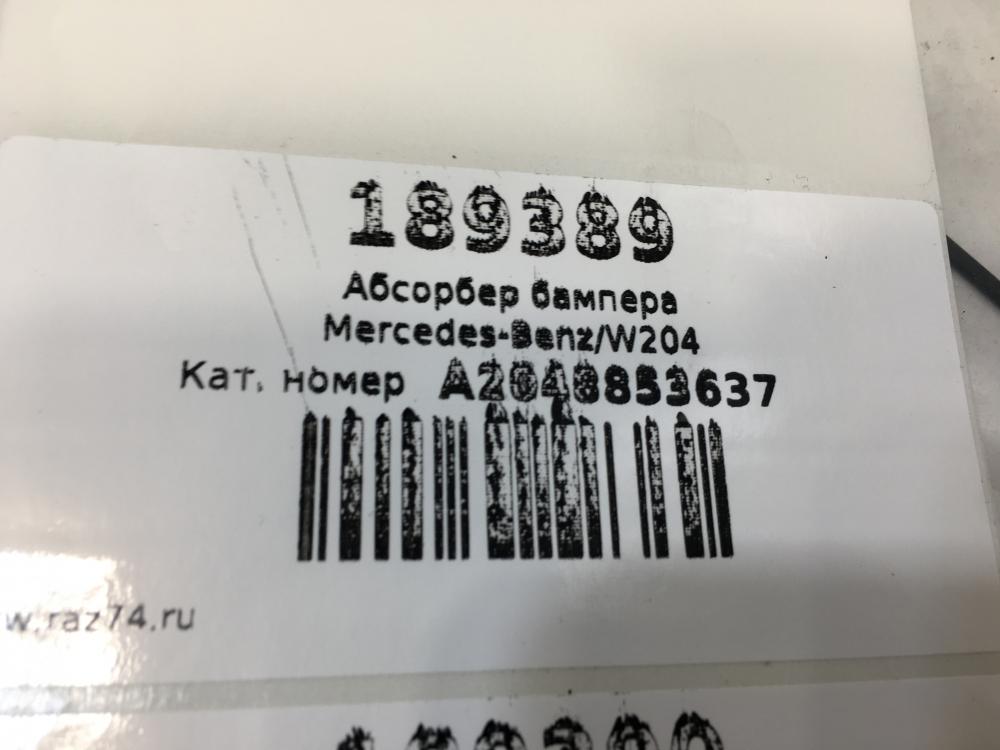 189389
Абсорбер бампера
Mercedes-Benz/W204
Кат. номер A2048853637
w.raz74.ru